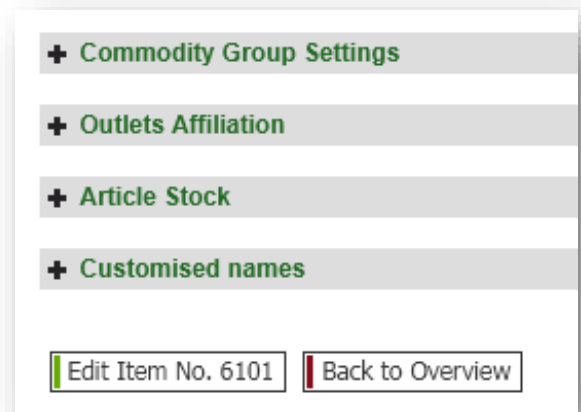 Commodity Group Settings
Outlets Affiliation
Article Stock
Customised names
Edit Item No. 6101 Back to Overview